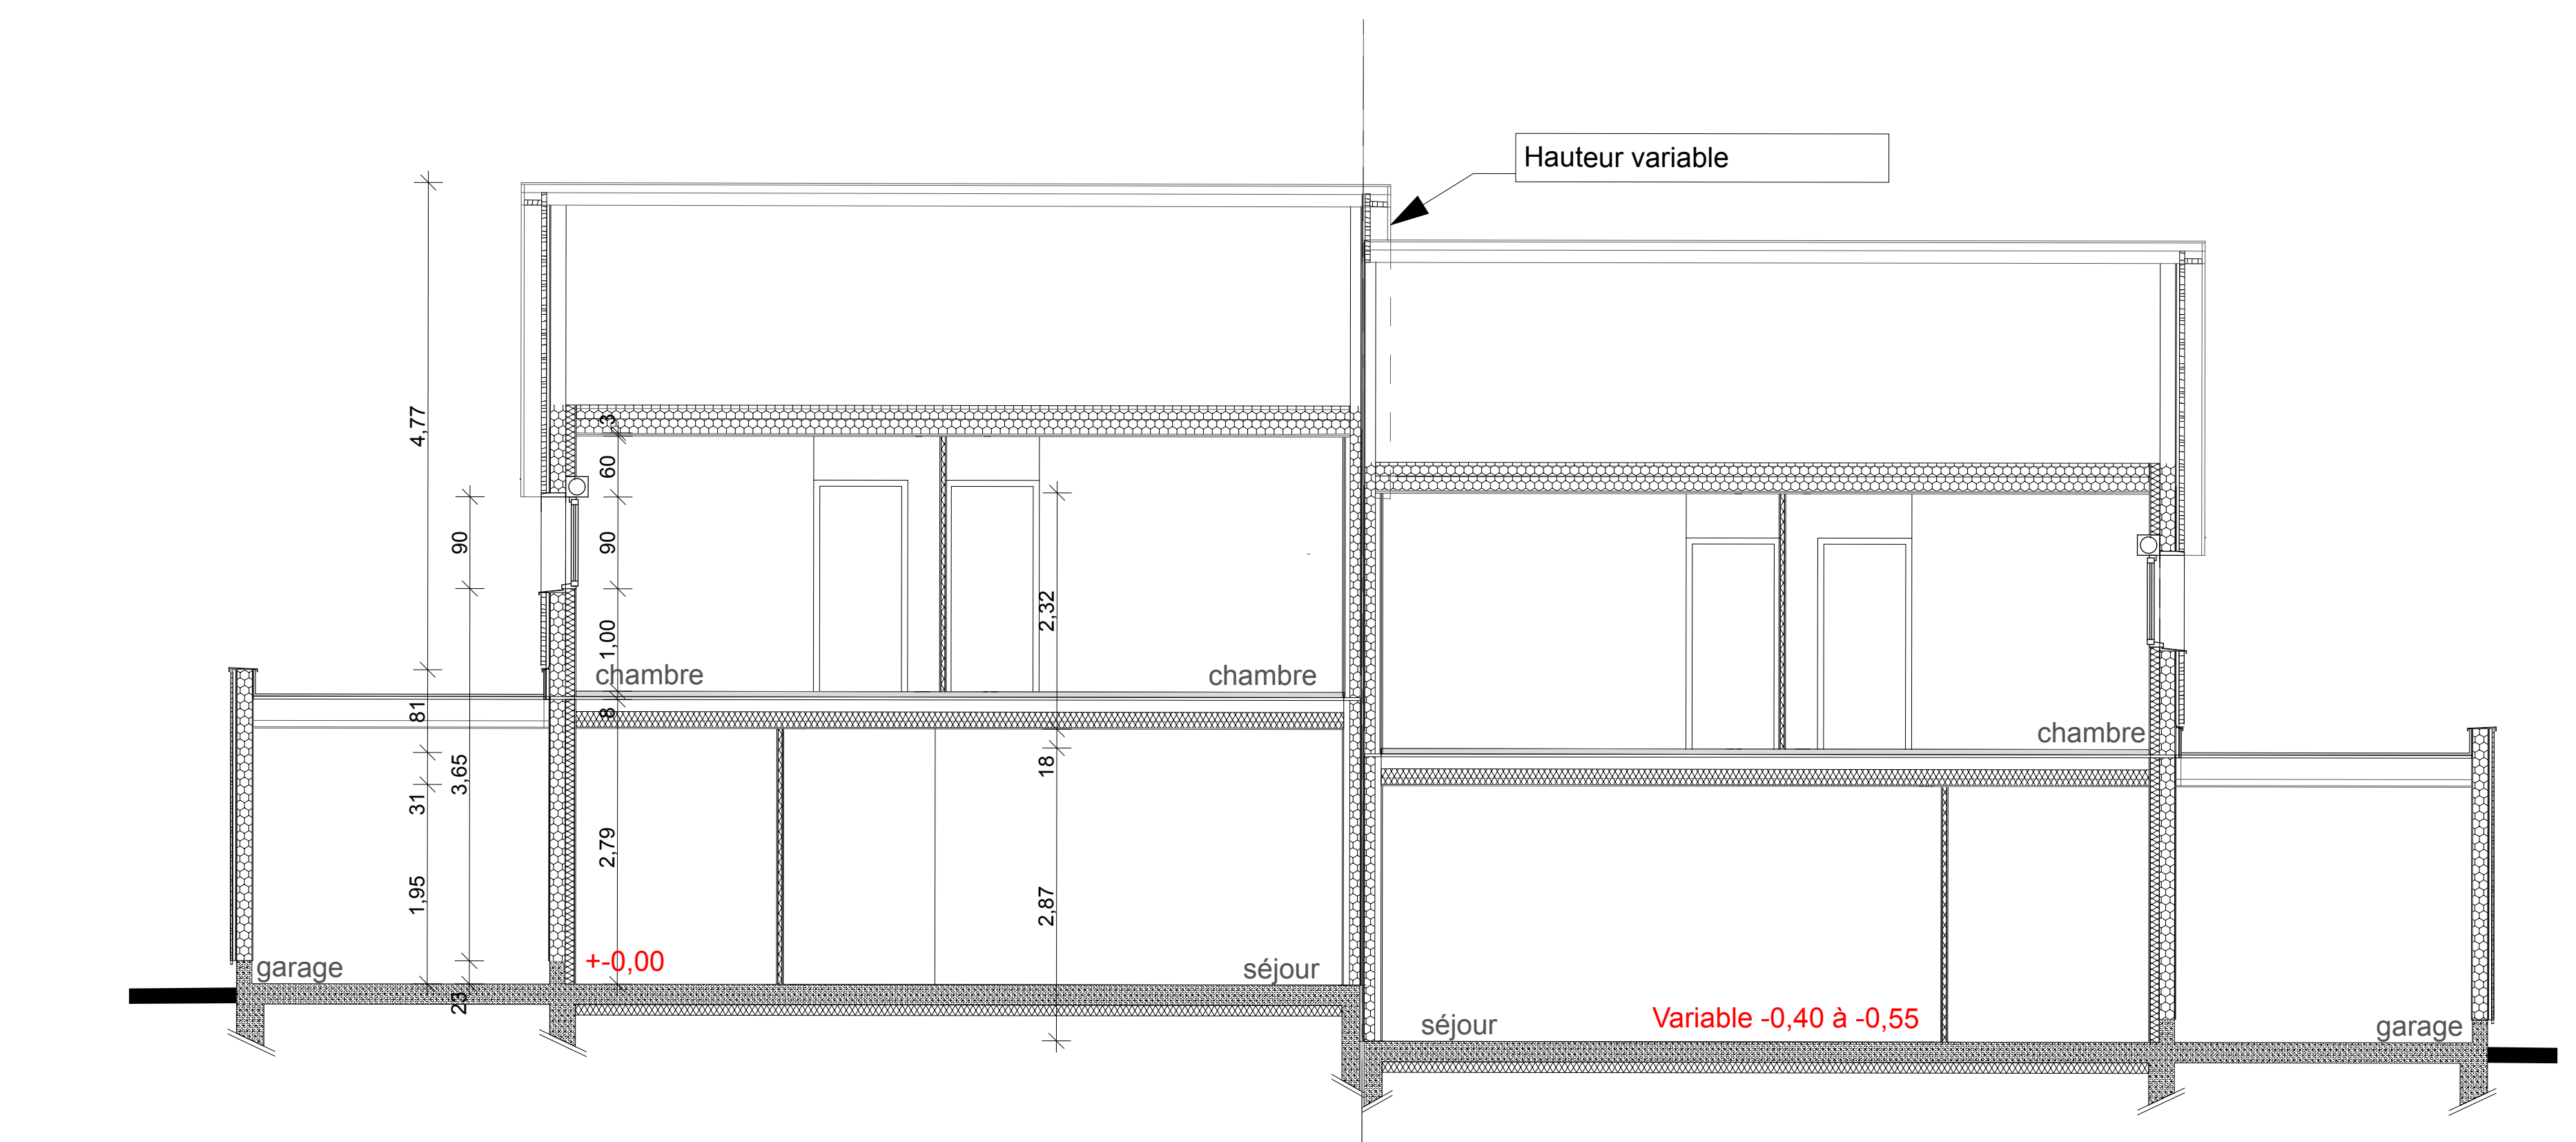 Hauteur variable
4,77
3
60
90
90
2,32
1,00
chambre
chambre
81
8
chambre
3,65
18
31
2,79
1,95
2,87
+-0,00
garage
séjour
23
Variable -0,40 à -0,55
séjour
garage